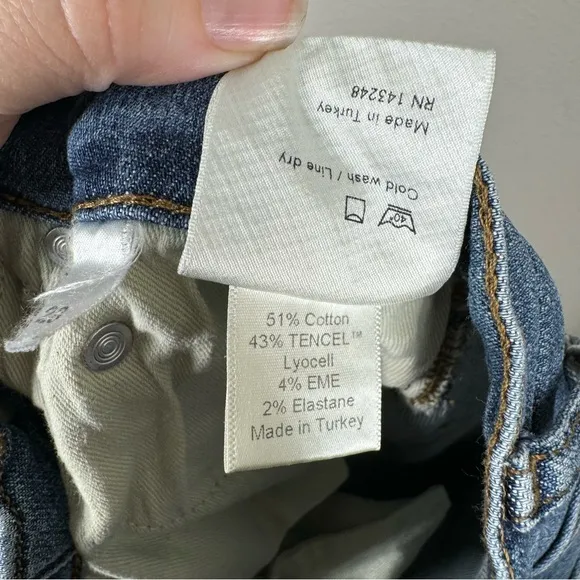 Made in Turkey
RN 143248
Cold wash / Line dry
40°
51% Cotton
43% TENCEL™
Lyocell
4% EME
2% Elastane
Made in Turkey